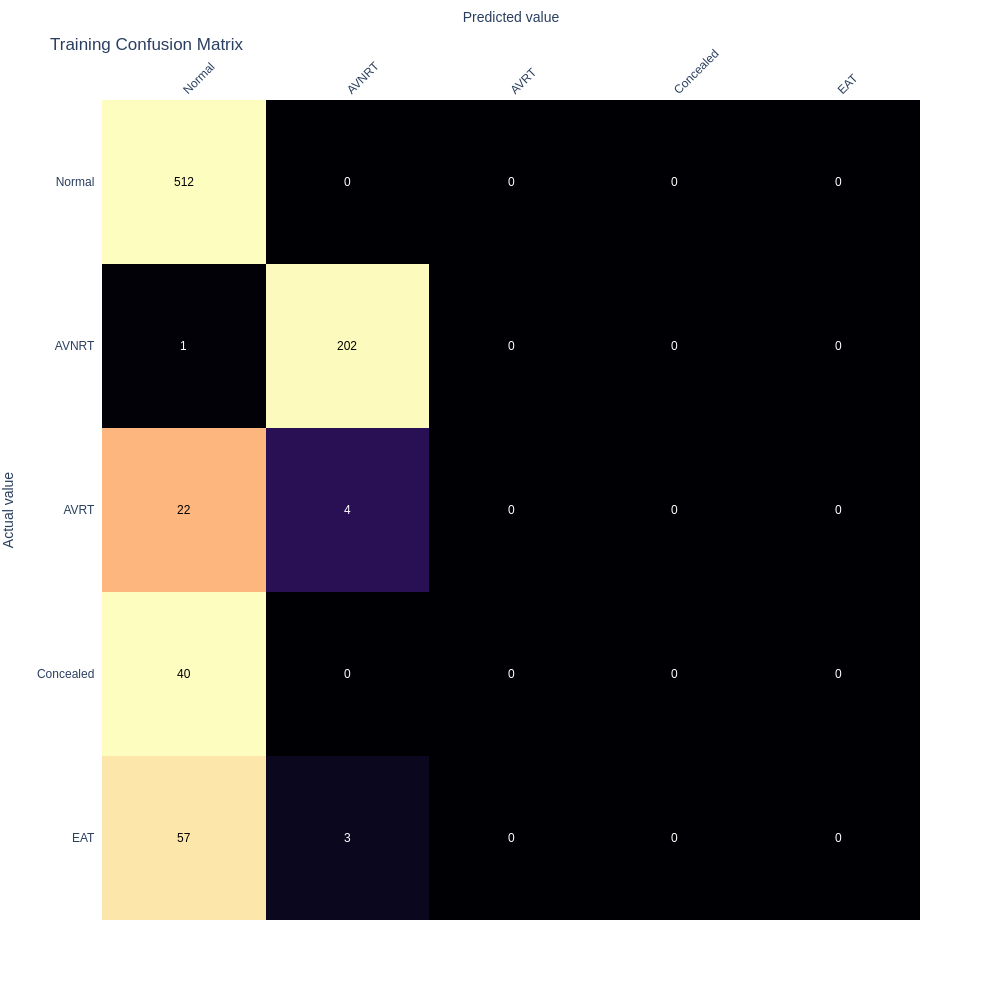 Predicted value
Training Confusion Matrix
Normal AVNRT AVRT Concealed EAT
Normal 512 0 0 0 0
AVNRT 1 202 0 0 0
Actual value
AVRT 22 4 0 0 0
Concealed 40 0 0 0 0
EAT 57 3 0 0 0